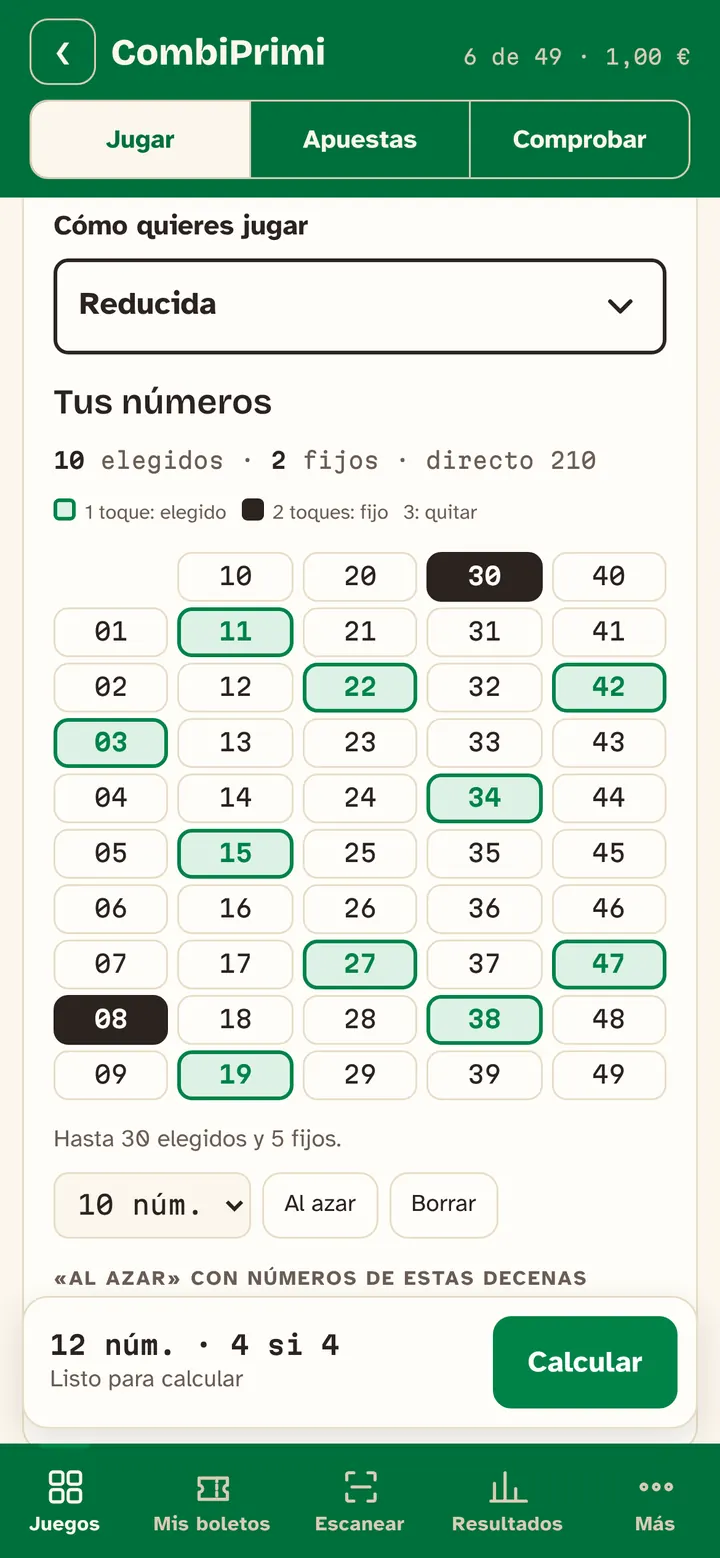 CombiPrimi
6 de 49 · 1,00 €
Jugar Apuestas Comprobar
Cómo quieres jugar
Reducida
Tus números
10 elegidos · 2 fijos · directo 210
1 toque: elegido 2 toques: fijo 3: quitar
10 20 30 40
01 11 21 31 41
02 12 22 32 42
03 13 23 33 43
04 14 24 34 44
05 15 25 35 45
06 16 26 36 46
07 17 27 37 47
08 18 28 38 48
09 19 29 39 49
Hasta 30 elegidos y 5 fijos.
10 núm. Al azar Borrar
«AL AZAR» CON NÚMEROS DE ESTAS DECENAS
12 núm. · 4 si 4
Listo para calcular
Calcular
Juegos Mis boletos Escanear Resultados Más